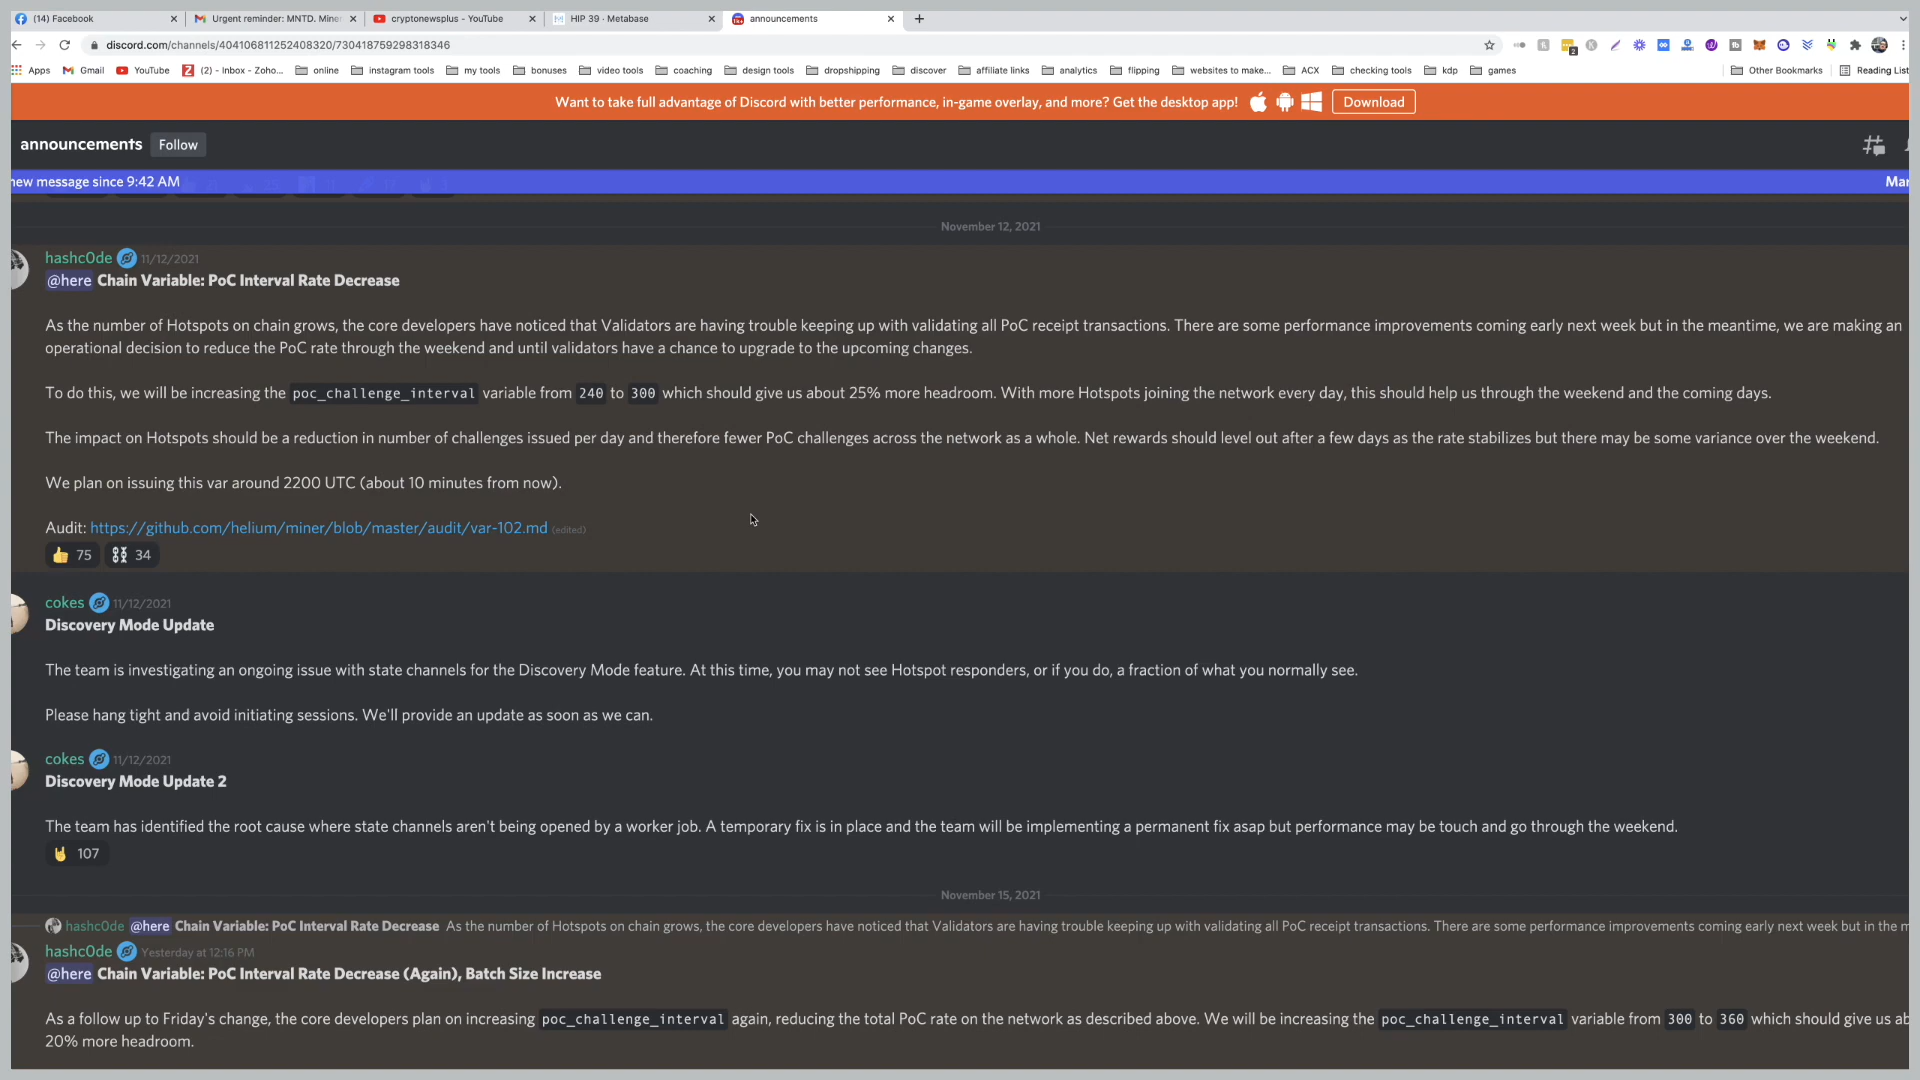 (14) Facebook
Urgent reminder: MNTD. Miner
cryptonewsplus - YouTube
HIP 39 · Metabase
announcements
discord.com/channels/404106811252408320/730418759298318346
Apps Gmail YouTube (2) - Inbox - Zoho... online instagram tools my tools bonuses video tools coaching design tools dropshipping discover affiliate links analytics flipping websites to make... ACX checking tools kdp games Other Bookmarks Reading List
Want to take full advantage of Discord with better performance, in-game overlay, and more? Get the desktop app! Download
announcements Follow
new message since 9:42 AM
Mar
November 12, 2021
hashc0de 11/12/2021
@here Chain Variable: PoC Interval Rate Decrease
As the number of Hotspots on chain grows, the core developers have noticed that Validators are having trouble keeping up with validating all PoC receipt transactions. There are some performance improvements coming early next week but in the meantime, we are making an
operational decision to reduce the PoC rate through the weekend and until validators have a chance to upgrade to the upcoming changes.
To do this, we will be increasing the poc_challenge_interval variable from 240 to 300 which should give us about 25% more headroom. With more Hotspots joining the network every day, this should help us through the weekend and the coming days.
The impact on Hotspots should be a reduction in number of challenges issued per day and therefore fewer PoC challenges across the network as a whole. Net rewards should level out after a few days as the rate stabilizes but there may be some variance over the weekend.
We plan on issuing this var around 2200 UTC (about 10 minutes from now).
Audit: https://github.com/helium/miner/blob/master/audit/var-102.md (edited)
75 34
cokes 11/12/2021
Discovery Mode Update
The team is investigating an ongoing issue with state channels for the Discovery Mode feature. At this time, you may not see Hotspot responders, or if you do, a fraction of what you normally see.
Please hang tight and avoid initiating sessions. We'll provide an update as soon as we can.
cokes 11/12/2021
Discovery Mode Update 2
The team has identified the root cause where state channels aren't being opened by a worker job. A temporary fix is in place and the team will be implementing a permanent fix asap but performance may be touch and go through the weekend.
107
November 15, 2021
hashc0de @here Chain Variable: PoC Interval Rate Decrease As the number of Hotspots on chain grows, the core developers have noticed that Validators are having trouble keeping up with validating all PoC receipt transactions. There are some performance improvements coming early next week but in the m
hashc0de Yesterday at 12:16 PM
@here Chain Variable: PoC Interval Rate Decrease (Again), Batch Size Increase
As a follow up to Friday's change, the core developers plan on increasing poc_challenge_interval again, reducing the total PoC rate on the network as described above. We will be increasing the poc_challenge_interval variable from 300 to 360 which should give us ab
20% more headroom.